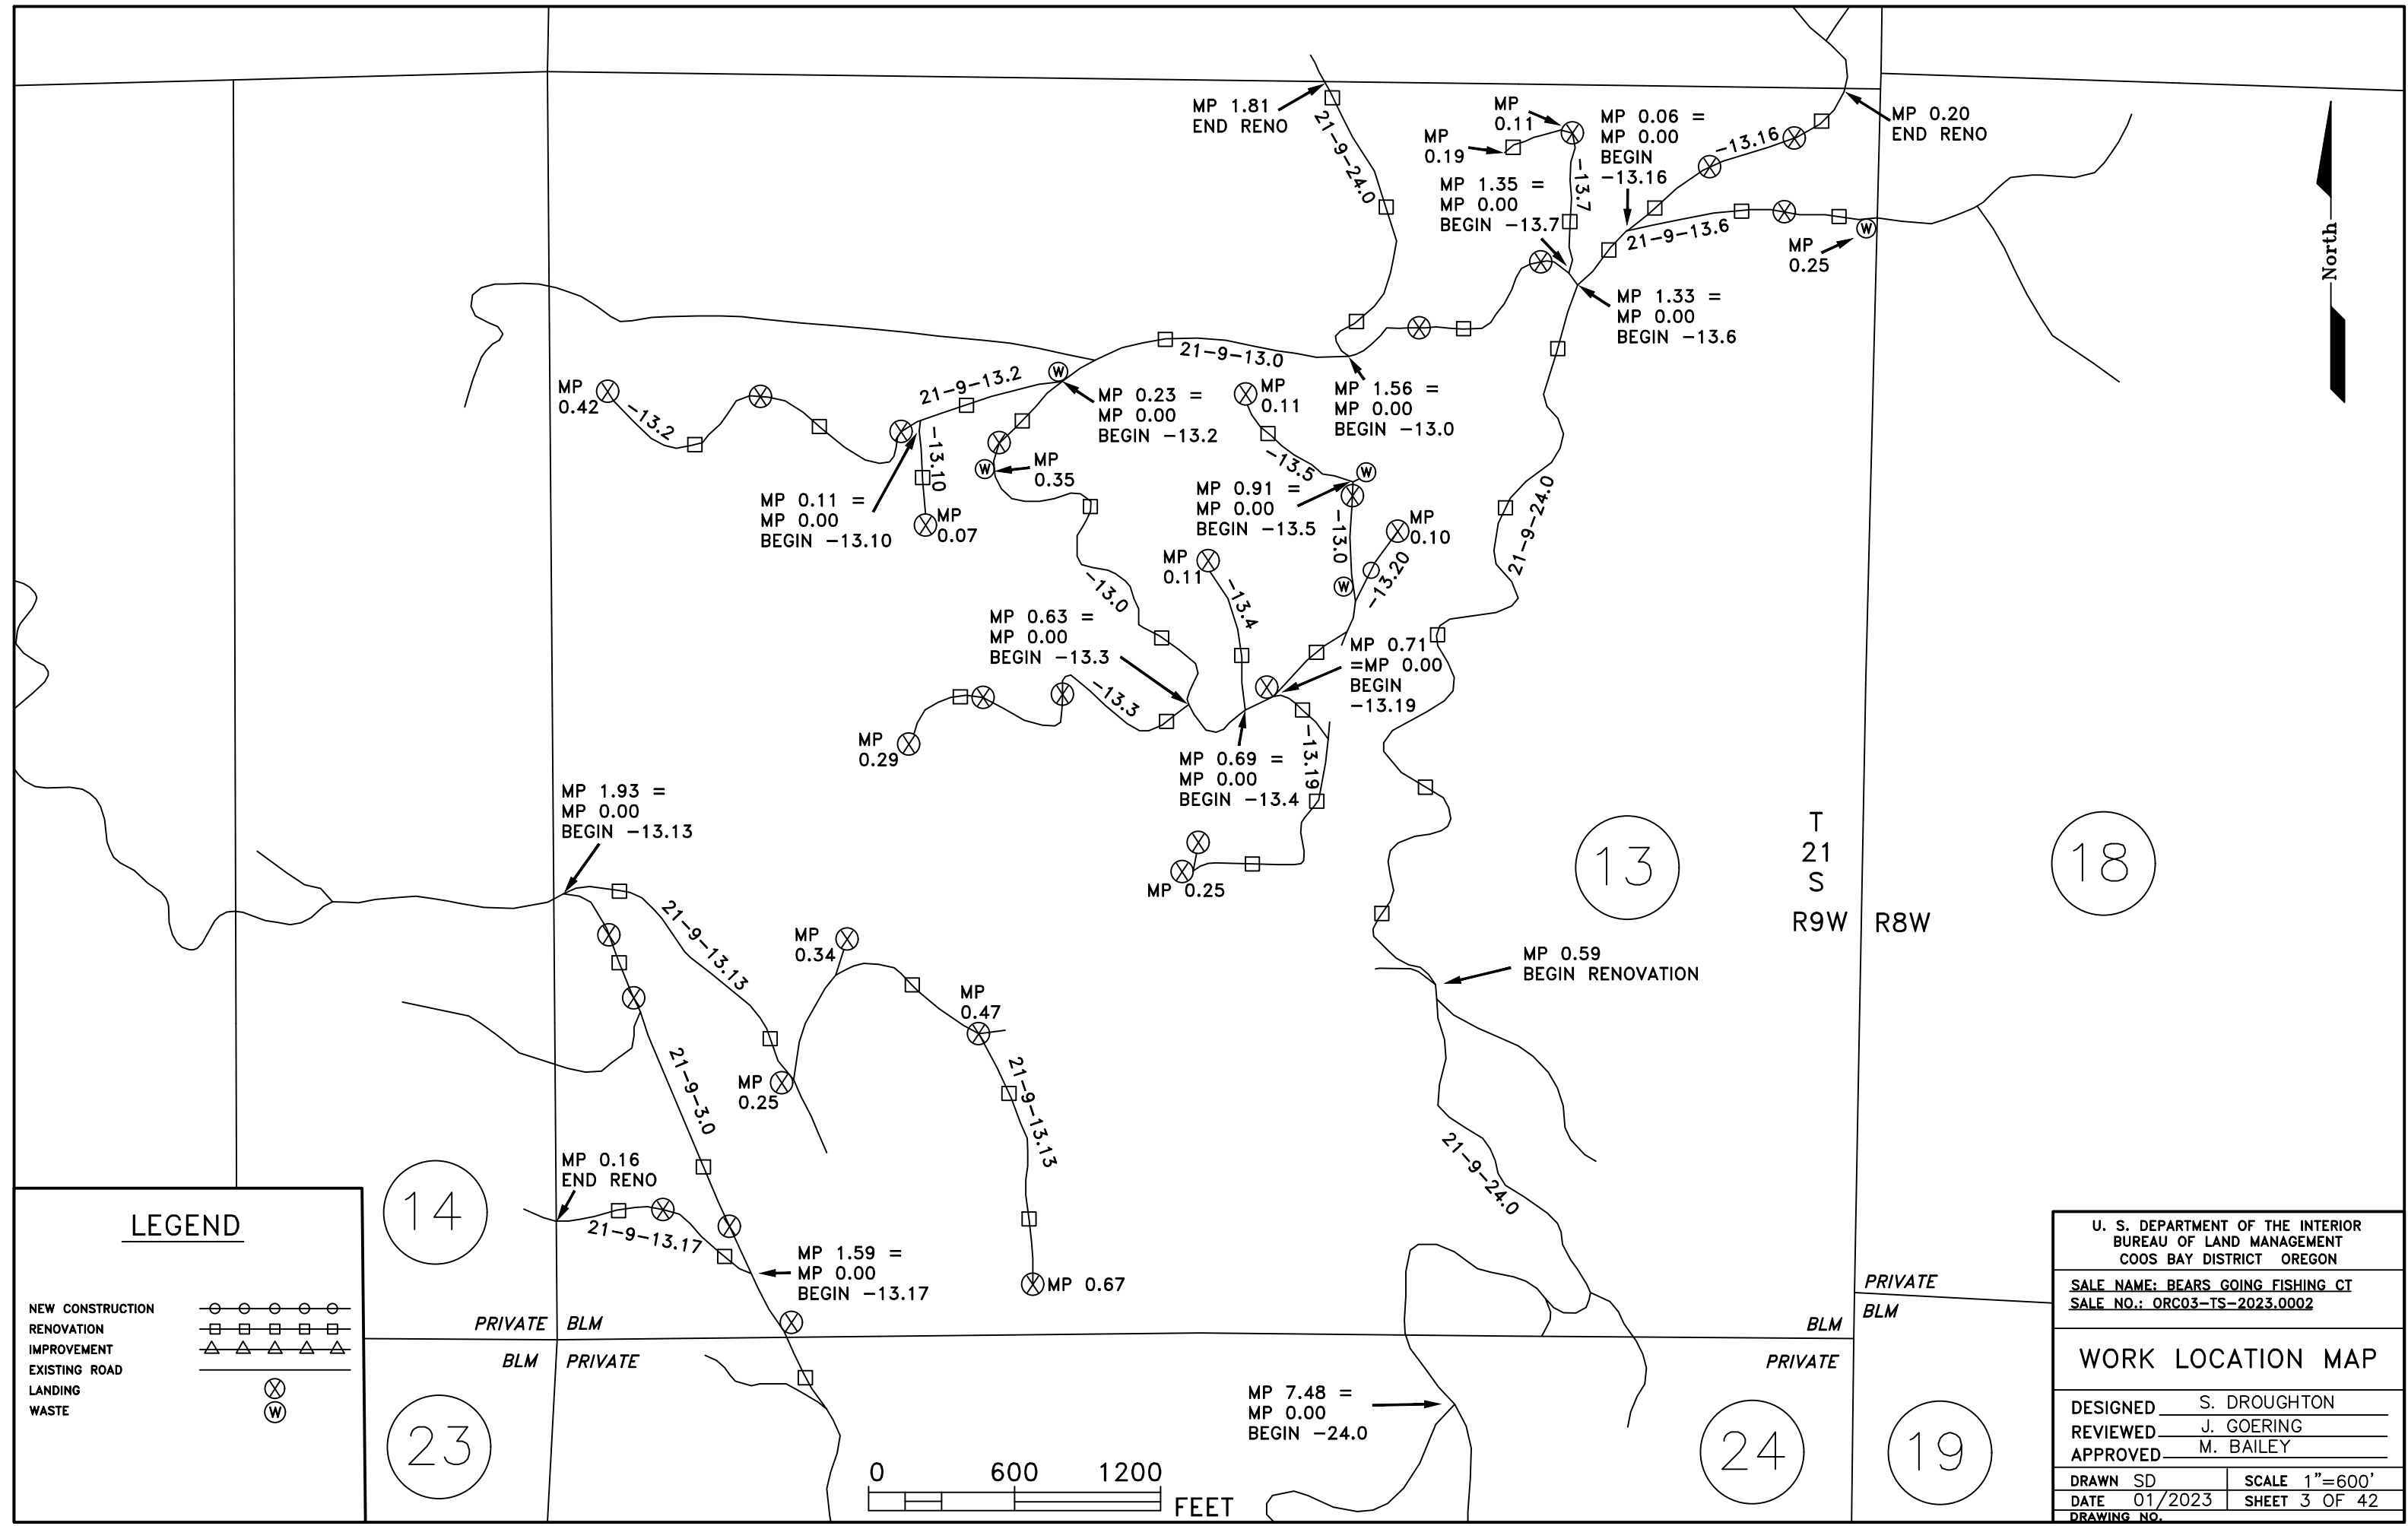 MP 1.81
END RENO
21-9-24.0
MP
0.11
MP
0.19
-13.7
MP 0.06 =
MP 0.00
BEGIN
-13.16
MP 1.35 =
MP 0.00
BEGIN -13.7
-13.16
MP 0.20
END RENO
21-9-13.6
W
MP
0.25
MP 1.33 =
MP 0.00
BEGIN -13.6
North
MP
0.42
-13.2
21-9-13.2
W
21-9-13.0
MP 0.23 =
MP 0.00
BEGIN -13.2
MP
0.11
MP 1.56 =
MP 0.00
BEGIN -13.0
-13.10
W
MP
0.35
-13.5
W
MP 0.11 =
MP 0.00
BEGIN -13.10
MP
0.07
MP 0.91 =
MP 0.00
BEGIN -13.5
-13.0
MP
0.10
21-9-24.0
MP
0.11
-13.0
-13.4
W
-13.20
MP 0.63 =
MP 0.00
BEGIN -13.3
MP 0.71
=MP 0.00
BEGIN
-13.19
-13.3
MP
0.29
MP 0.69 =
MP 0.00
BEGIN -13.4
-13.19
MP 0.25
MP 1.93 =
MP 0.00
BEGIN -13.13
13
T
21
S
R9W
R8W
18
21-9-13.13
MP
0.34
MP
0.47
MP 0.59
BEGIN RENOVATION
21-9-3.0
MP
0.25
21-9-13.13
21-9-24.0
MP 0.16
END RENO
14
21-9-13.17
MP 1.59 =
MP 0.00
BEGIN -13.17
MP 0.67
PRIVATE
BLM
BLM
PRIVATE
PRIVATE
BLM
BLM
PRIVATE
23
MP 7.48 =
MP 0.00
BEGIN -24.0
24
19
0 600 1200
FEET
LEGEND
NEW CONSTRUCTION
RENOVATION
IMPROVEMENT
EXISTING ROAD
LANDING
WASTE
W
U. S. DEPARTMENT OF THE INTERIOR
BUREAU OF LAND MANAGEMENT
COOS BAY DISTRICT OREGON
SALE NAME: BEARS GOING FISHING CT
SALE NO.: ORC03-TS-2023.0002
WORK LOCATION MAP
DESIGNED S. DROUGHTON
REVIEWED J. GOERING
APPROVED M. BAILEY
DRAWN SD
SCALE 1"=600'
DATE 01/2023
SHEET 3 OF 42
DRAWING NO.